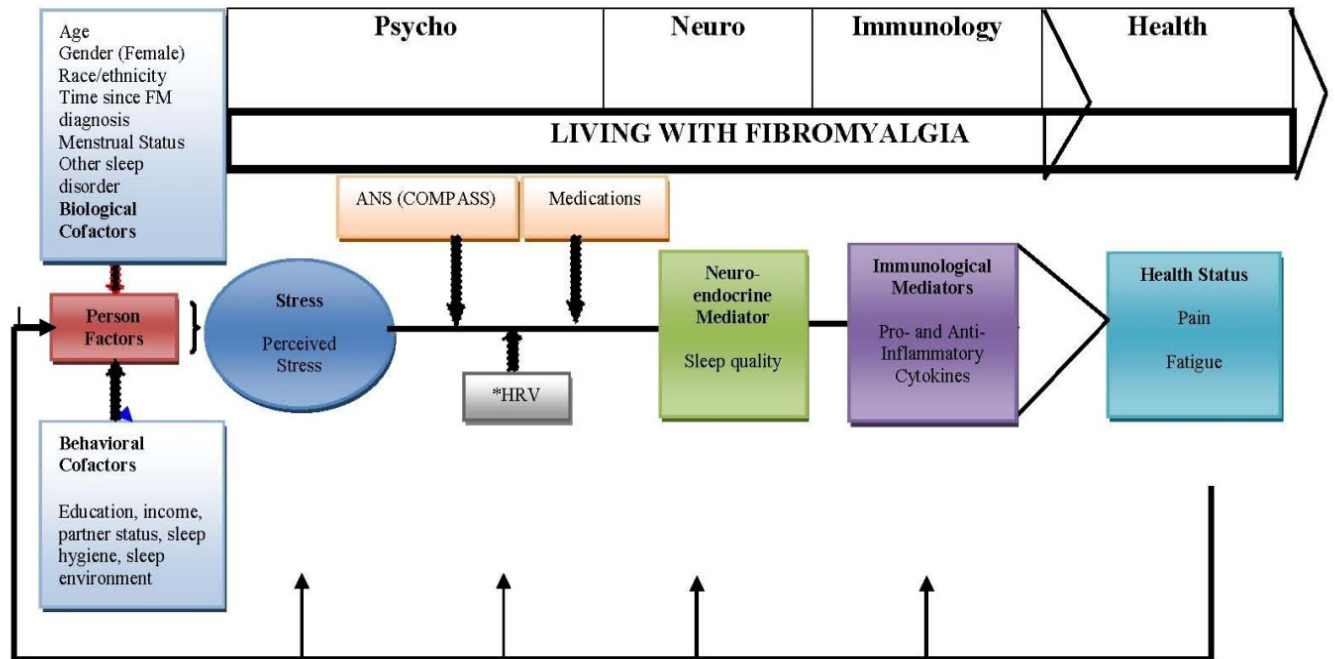 Psycho
Neuro
Immunology
Health
LIVING WITH FIBROMYALGIA
Age
Gender (Female)
Race/ethnicity
Time since FM
diagnosis
Menstrual Status
Other sleep
disorder
Biological
Cofactors
ANS (COMPASS)
Medications
Person
Factors
Stress
Perceived
Stress
*HRV
Neuro-
endocrine
Mediator
Sleep quality
Immunological
Mediators
Pro- and Anti-
Inflammatory
Cytokines
Health Status
Pain
Fatigue
Behavioral
Cofactors
Education, income,
partner status, sleep
hygiene, sleep
environment